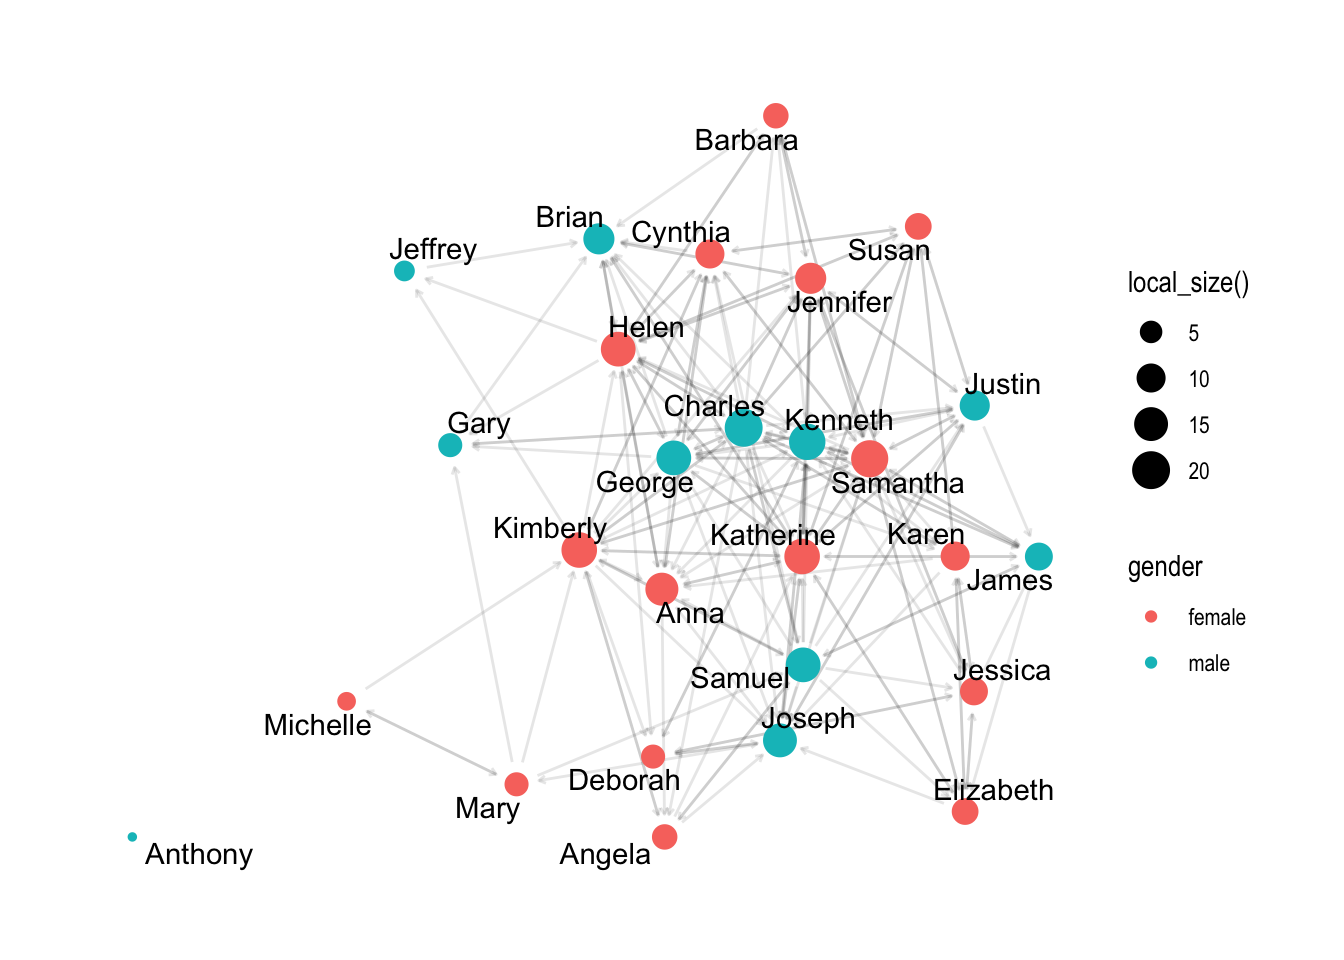 Barbara
Brian
Cynthia
Susan
Jeffrey
Jennifer
Helen
Justin
Charles
Kenneth
Gary
George
Samantha
Kimberly
Katherine
Karen
James
Anna
Samuel
Jessica
Michelle
Joseph
Deborah
Elizabeth
Mary
Anthony
Angela
local_size()
5
10
15
20
gender
female
male